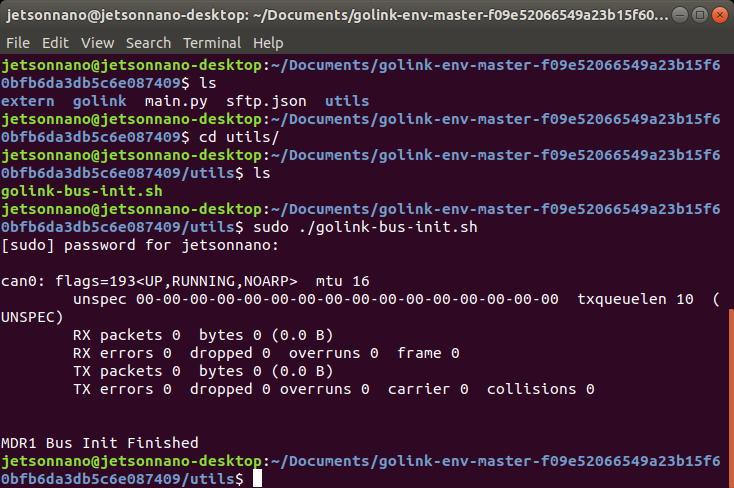 jetsonnano@jetsonnano-desktop: ~/Documents/golink-env-master-f09e52066549a23b15f60…
File Edit View Search Terminal Help
jetsonnano@jetsonnano-desktop:~/Documents/golink-env-master-f09e52066549a23b15f6
0bfb6da3db5c6e087409$ ls
extern  golink  main.py  sftp.json  utils
jetsonnano@jetsonnano-desktop:~/Documents/golink-env-master-f09e52066549a23b15f6
0bfb6da3db5c6e087409$ cd utils/
jetsonnano@jetsonnano-desktop:~/Documents/golink-env-master-f09e52066549a23b15f6
0bfb6da3db5c6e087409/utils$ ls
golink-bus-init.sh
jetsonnano@jetsonnano-desktop:~/Documents/golink-env-master-f09e52066549a23b15f6
0bfb6da3db5c6e087409/utils$ sudo ./golink-bus-init.sh
[sudo] password for jetsonnano:
can0: flags=193<UP,RUNNING,NOARP>  mtu 16
        unspec 00-00-00-00-00-00-00-00-00-00-00-00-00-00-00-00  txqueuelen 10  (
UNSPEC)
        RX packets 0  bytes 0 (0.0 B)
        RX errors 0  dropped 0  overruns 0  frame 0
        TX packets 0  bytes 0 (0.0 B)
        TX errors 0  dropped 0 overruns 0  carrier 0  collisions 0
MDR1 Bus Init Finished
jetsonnano@jetsonnano-desktop:~/Documents/golink-env-master-f09e52066549a23b15f6
0bfb6da3db5c6e087409/utils$